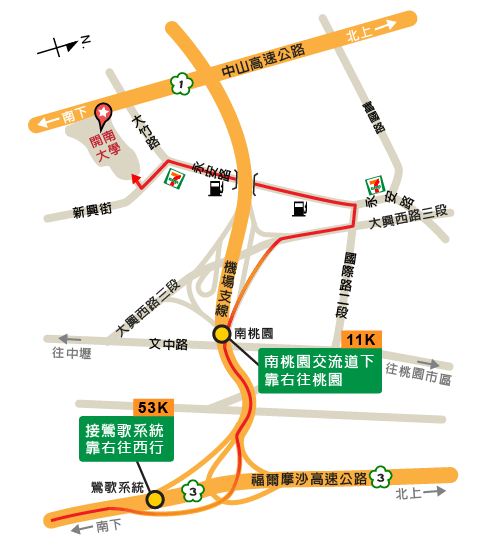 N
北上
中山高速公路
1
南下
開南
大學
大竹路
永安路
富國路
7
ELEVEN
7
ELEVEN
永安路
新興街
大興西路三段
機場支線
國際路二段
大興西路三段
南桃園
文中路
往中壢
11K
南桃園交流道下
靠右往桃園
往桃園市區
53K
接鶯歌系統
靠右往西行
鶯歌系統
3
福爾摩沙高速公路
3
北上
南下